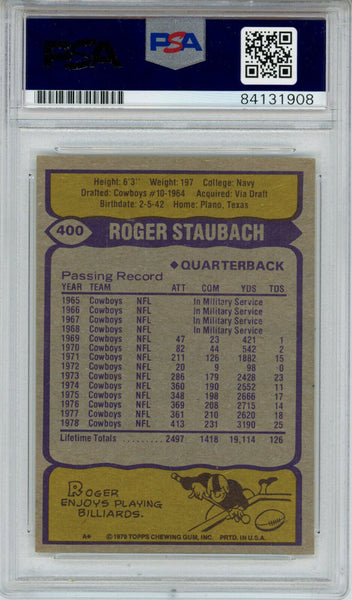 PSA
PSA
84131908
Height: 6'3" Weight: 197 College: Navy
Drafted: Cowboys #10-1964 Acquired: Via Draft
Birthdate: 2-5-42 Home: Plano, Texas
400 ROGER STAUBACH
◆QUARTERBACK
Passing Record
YEAR TEAM ATT COM YDS TDS
1965 Cowboys NFL In Military Service
1966 Cowboys NFL In Military Service
1967 Cowboys NFL In Military Service
1968 Cowboys NFL In Military Service
1969 Cowboys NFL 47 23 421 1
1970 Cowboys NFL 82 44 542 2
1971 Cowboys NFL 211 126 1882 15
1972 Cowboys NFL 20 9 98 0
1973 Cowboys NFL 286 179 2428 23
1974 Cowboys NFL 360 190 2552 11
1975 Cowboys NFL 348 198 2666 17
1976 Cowboys NFL 369 208 2715 14
1977 Cowboys NFL 361 210 2620 18
1978 Cowboys NFL 413 231 3190 25
Lifetime Totals 2497 1418 19,114 126
ROGER
ENJOYS PLAYING
BILLIARDS.
A* © 1979 TOPPS CHEWING GUM, INC. PRTD. IN U.S.A.